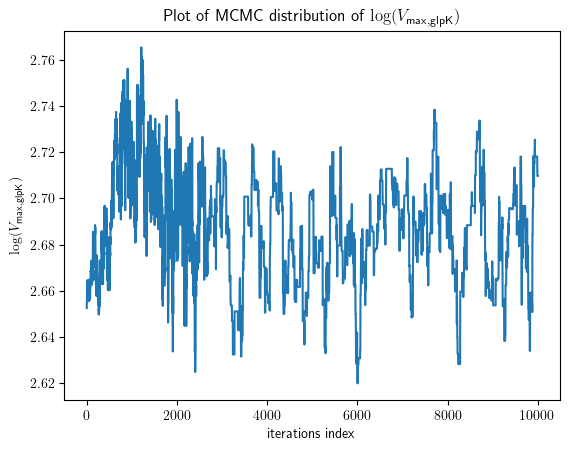 Plot of MCMC distribution of log(V_max,glpK)
2.76
2.74
2.72
2.70
2.68
2.66
2.64
2.62
log(V_max,glpK)
0 2000 4000 6000 8000 10000
iterations index